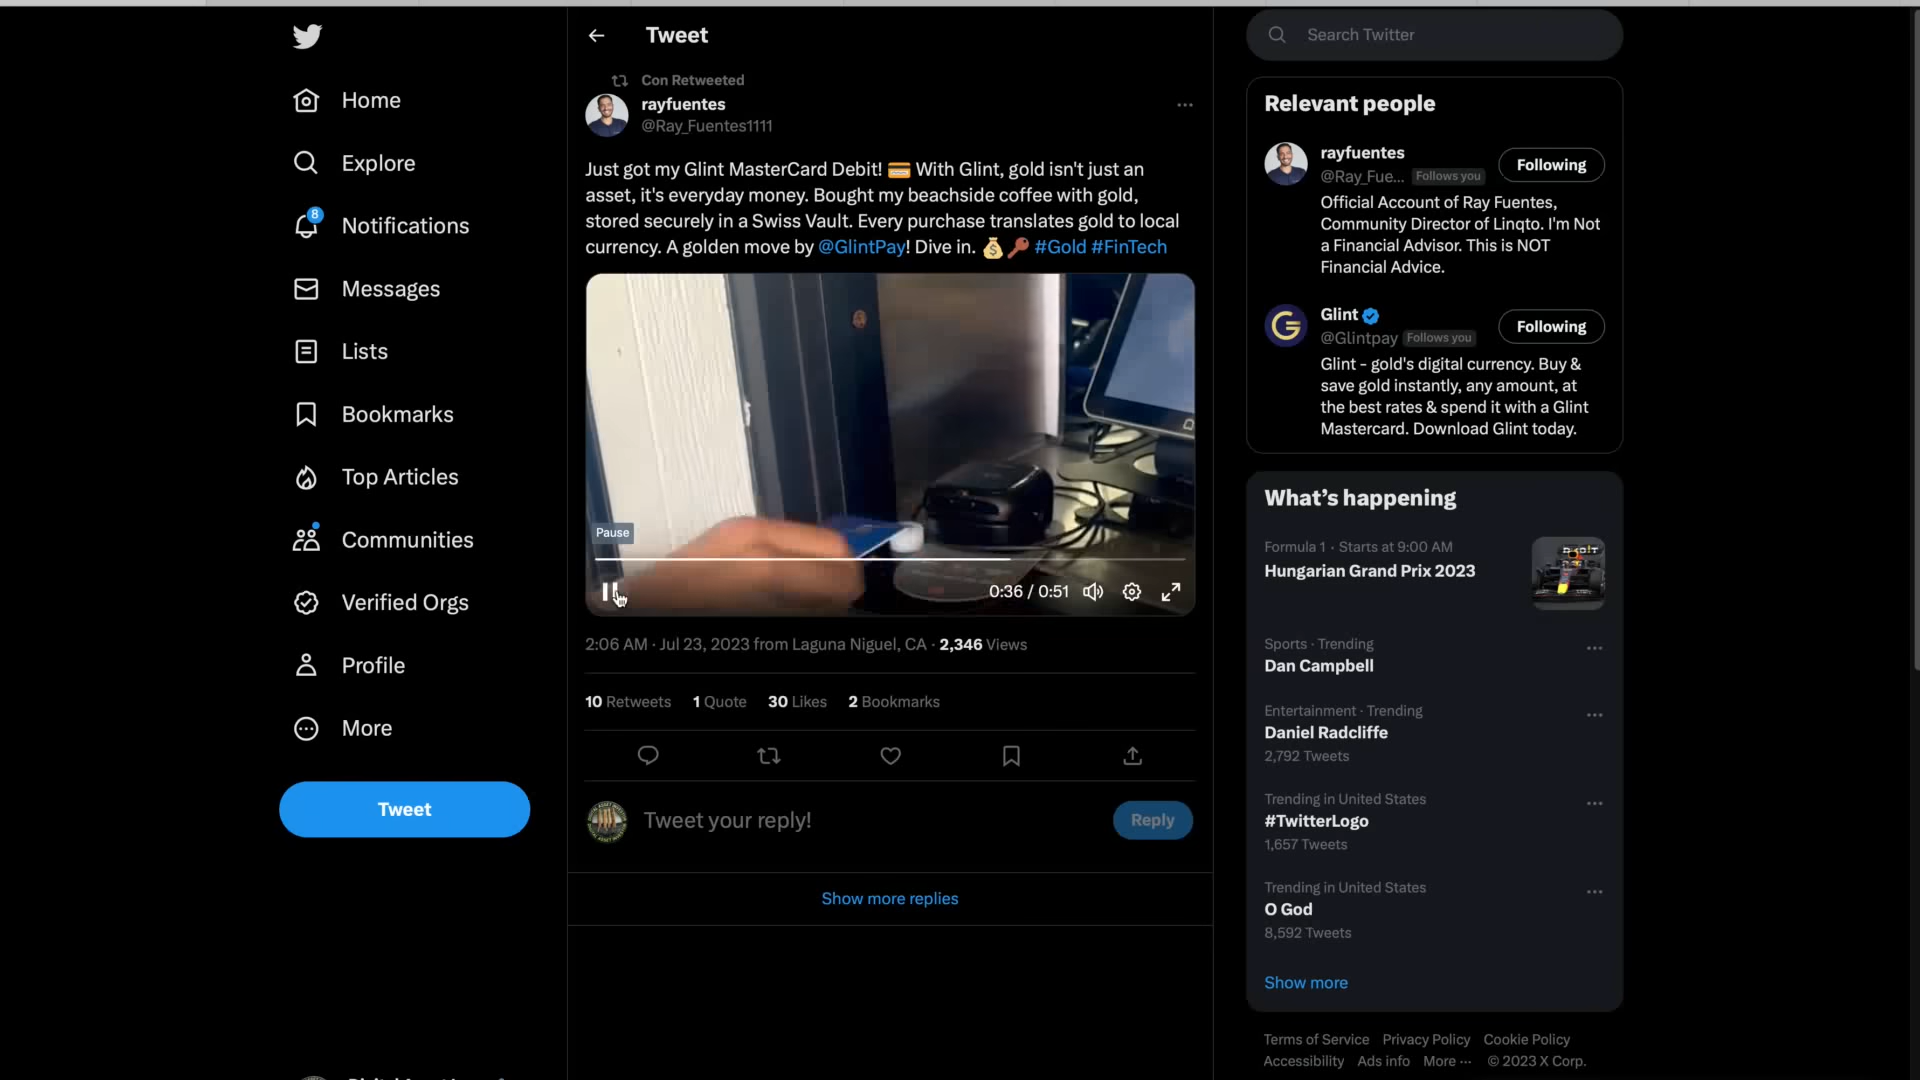 Home
Explore
8
Notifications
Messages
Lists
Bookmarks
Top Articles
Communities
Verified Orgs
Profile
More
Tweet
Tweet
Con Retweeted
rayfuentes
@Ray_Fuentes1111
Just got my Glint MasterCard Debit! 💳 With Glint, gold isn't just an
asset, it's everyday money. Bought my beachside coffee with gold,
stored securely in a Swiss Vault. Every purchase translates gold to local
currency. A golden move by @GlintPay! Dive in. 💰🗝️ #Gold #FinTech
Pause
0:36 / 0:51
2:06 AM · Jul 23, 2023 from Laguna Niguel, CA · 2,346 Views
10 Retweets 1 Quote 30 Likes 2 Bookmarks
Tweet your reply!
Reply
Show more replies
Search Twitter
Relevant people
rayfuentes
@Ray_Fue... Follows you
Following
Official Account of Ray Fuentes,
Community Director of Linqto. I'm Not
a Financial Advisor. This is NOT
Financial Advice.
Glint
@Glintpay Follows you
Following
Glint - gold's digital currency. Buy &
save gold instantly, any amount, at
the best rates & spend it with a Glint
Mastercard. Download Glint today.
What's happening
Formula 1 · Starts at 9:00 AM
Hungarian Grand Prix 2023
Sports · Trending
Dan Campbell
Entertainment · Trending
Daniel Radcliffe
2,792 Tweets
Trending in United States
#TwitterLogo
1,657 Tweets
Trending in United States
O God
8,592 Tweets
Show more
Terms of Service Privacy Policy Cookie Policy
Accessibility Ads info More ··· © 2023 X Corp.